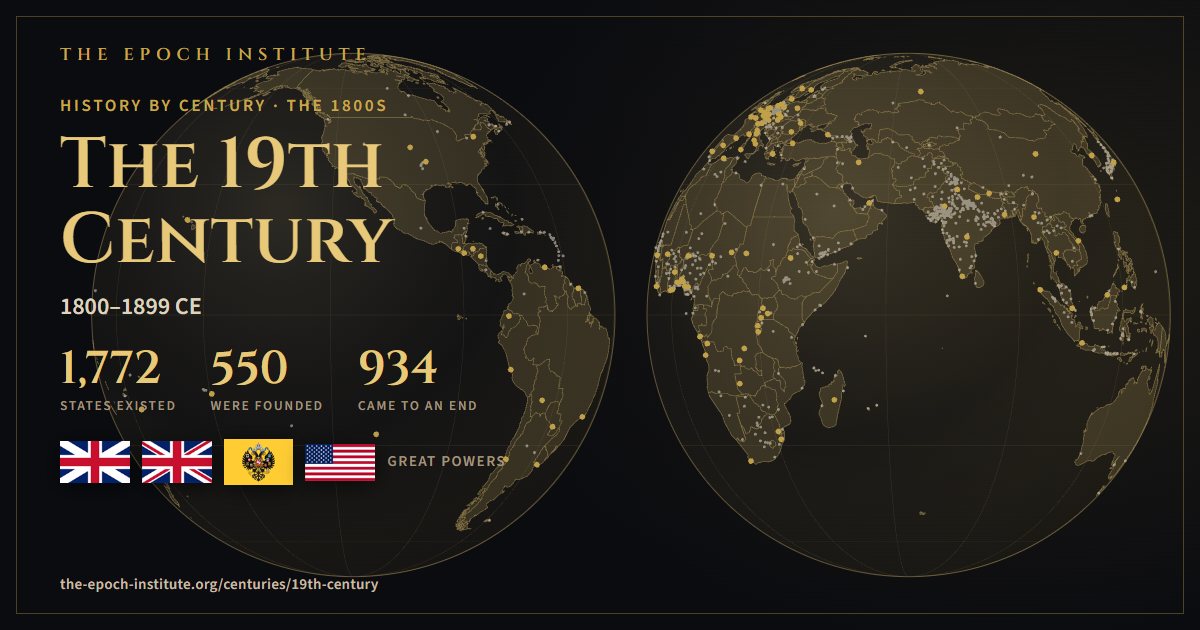 THE EPOCH INSTITUTE
HISTORY BY CENTURY · THE 1800S
THE 19TH
CENTURY
1800–1899 CE
1,772 550 934
STATES EXISTED WERE FOUNDED CAME TO AN END
GREAT POWERS
the-epoch-institute.org/centuries/19th-century